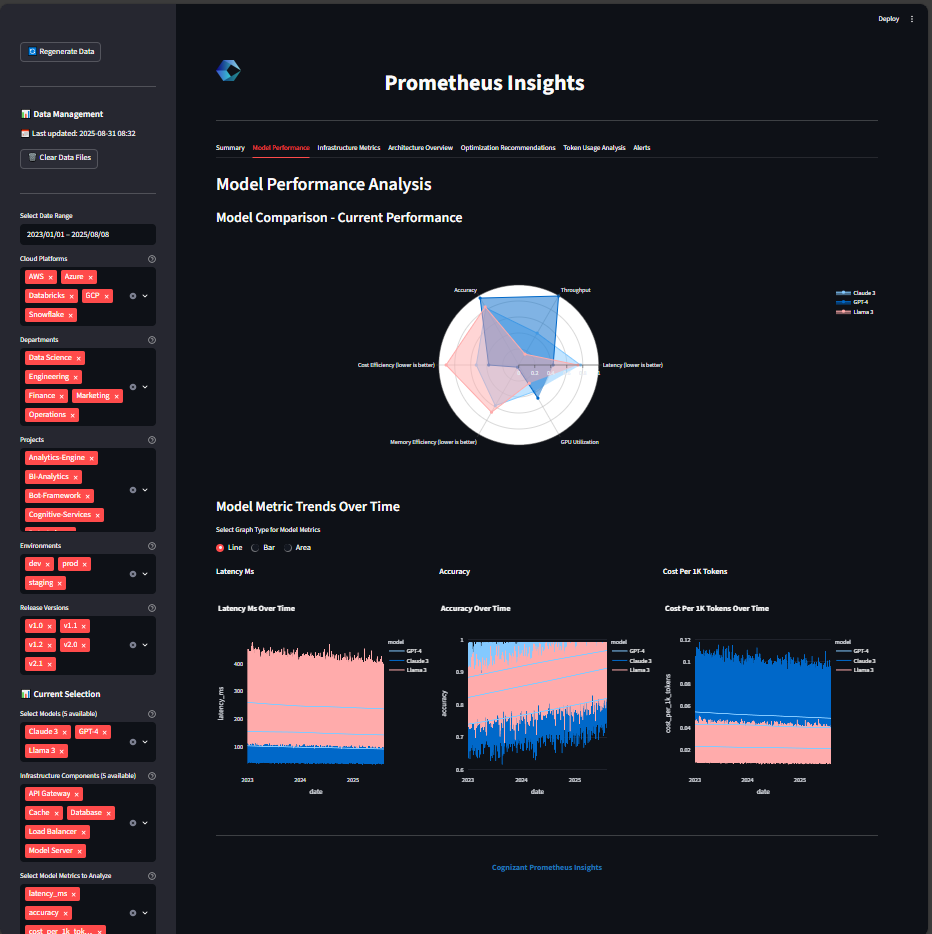 Deploy
Regenerate Data
Data Management
Last updated: 2025-08-31 08:32
Clear Data Files
Select Date Range
2023/01/01 – 2025/08/08
Cloud Platforms
AWS × Azure ×
Databricks × GCP ×
Snowflake ×
Departments
Data Science ×
Engineering ×
Finance × Marketing ×
Operations ×
Projects
Analytics-Engine ×
BI-Analytics ×
Bot-Framework ×
Cognitive-Services ×
Environments
dev × prod ×
staging ×
Release Versions
v1.0 × v1.1 ×
v1.2 × v2.0 ×
v2.1 ×
Current Selection
Select Models (5 available)
Claude 3 × GPT-4 ×
Llama 3 ×
Infrastructure Components (5 available)
API Gateway ×
Cache × Database ×
Load Balancer ×
Model Server ×
Select Model Metrics to Analyze
latency_ms ×
accuracy ×
cost_per_1k_tok... ×
Prometheus Insights
Summary Model Performance Infrastructure Metrics Architecture Overview Optimization Recommendations Token Usage Analysis Alerts
Model Performance Analysis
Model Comparison - Current Performance
Accuracy Throughput
Cost Efficiency (lower is better) Latency (lower is better)
0 0.2
Memory Efficiency (lower is better) GPU Utilization
Claude 3
GPT-4
Llama 3
Model Metric Trends Over Time
Select Graph Type for Model Metrics
Line Bar Area
Latency Ms Accuracy Cost Per 1K Tokens
Latency Ms Over Time
latency_ms
400
300
200
100
2023 2024 2025
date
model
GPT-4
Claude 3
Llama 3
Accuracy Over Time
accuracy
1
0.9
0.8
0.7
0.6
2023 2024 2025
date
model
GPT-4
Claude 3
Llama 3
Cost Per 1K Tokens Over Time
cost_per_1k_tokens
0.12
0.1
0.08
0.06
0.04
0.02
2023 2024 2025
date
model
GPT-4
Claude 3
Llama 3
Cognizant Prometheus Insights